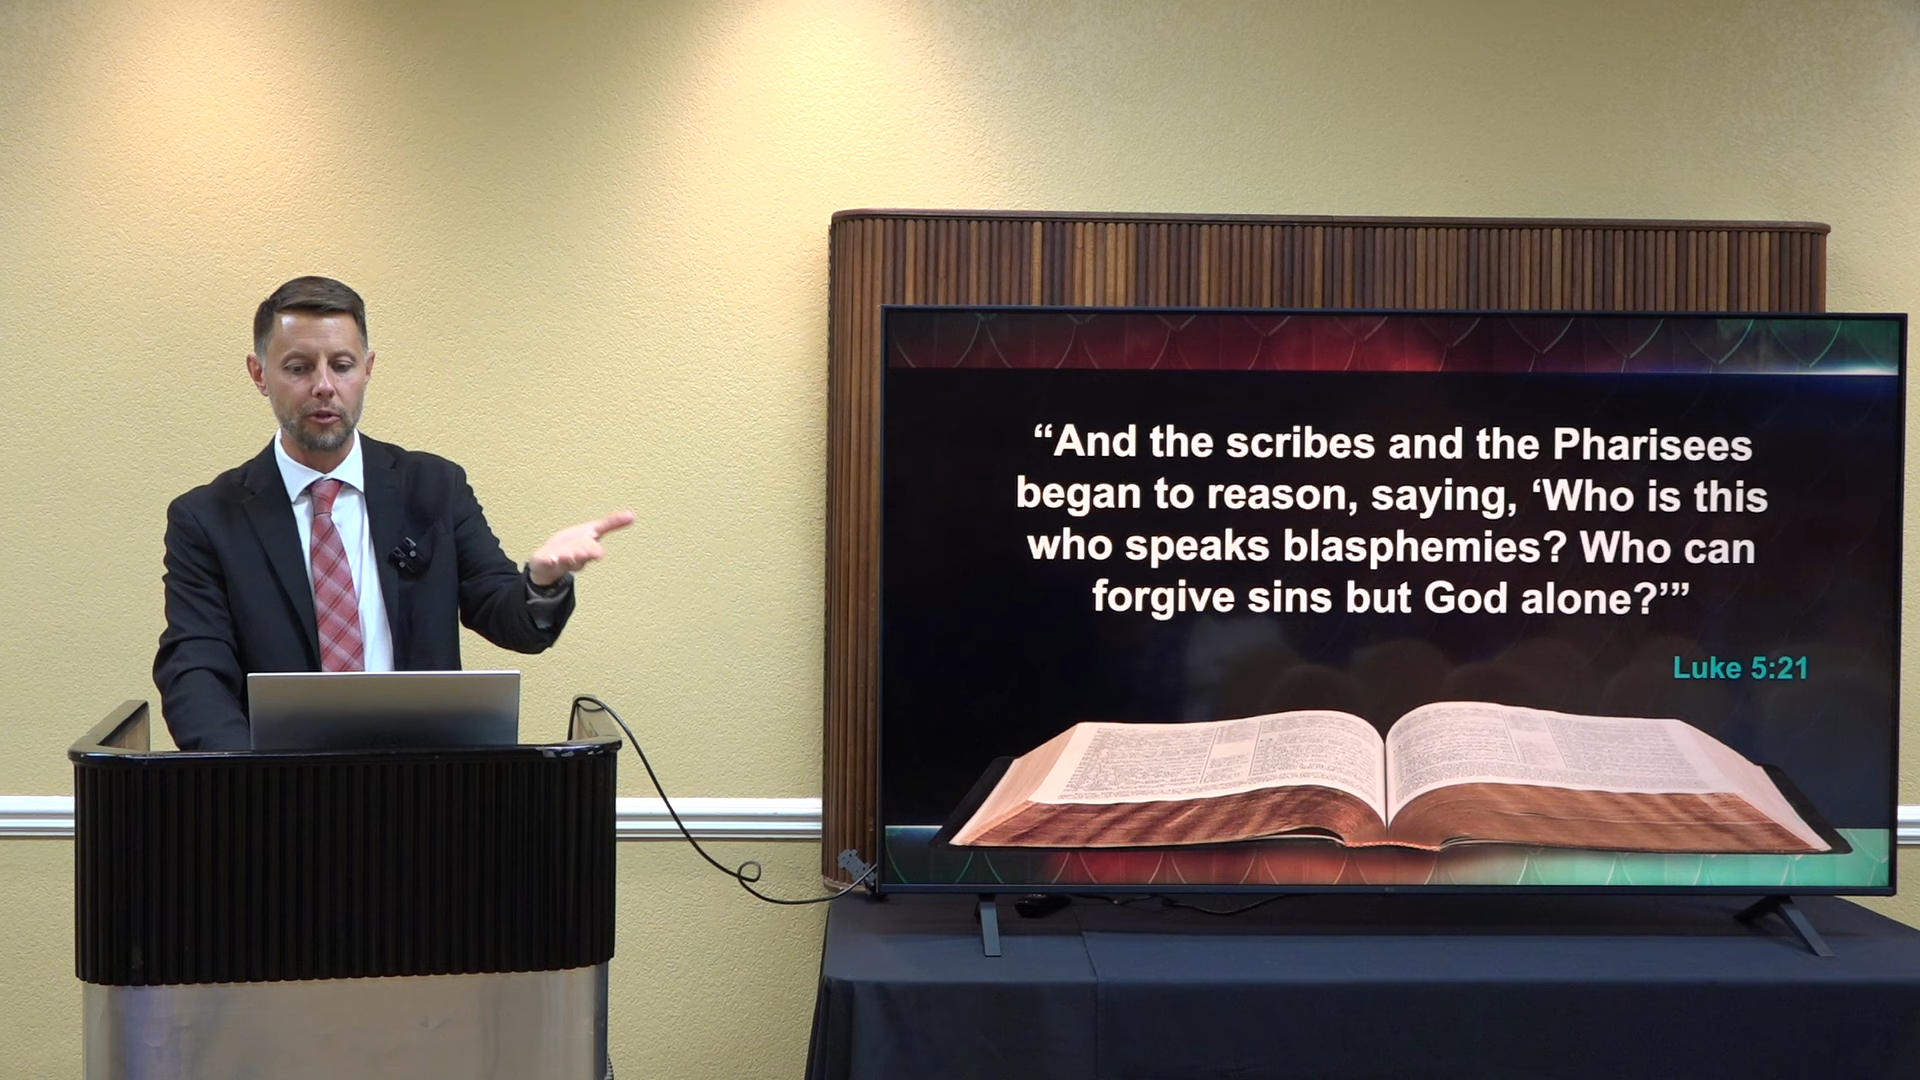 “And the scribes and the Pharisees
began to reason, saying, ‘Who is this
who speaks blasphemies? Who can
forgive sins but God alone?’”
Luke 5:21